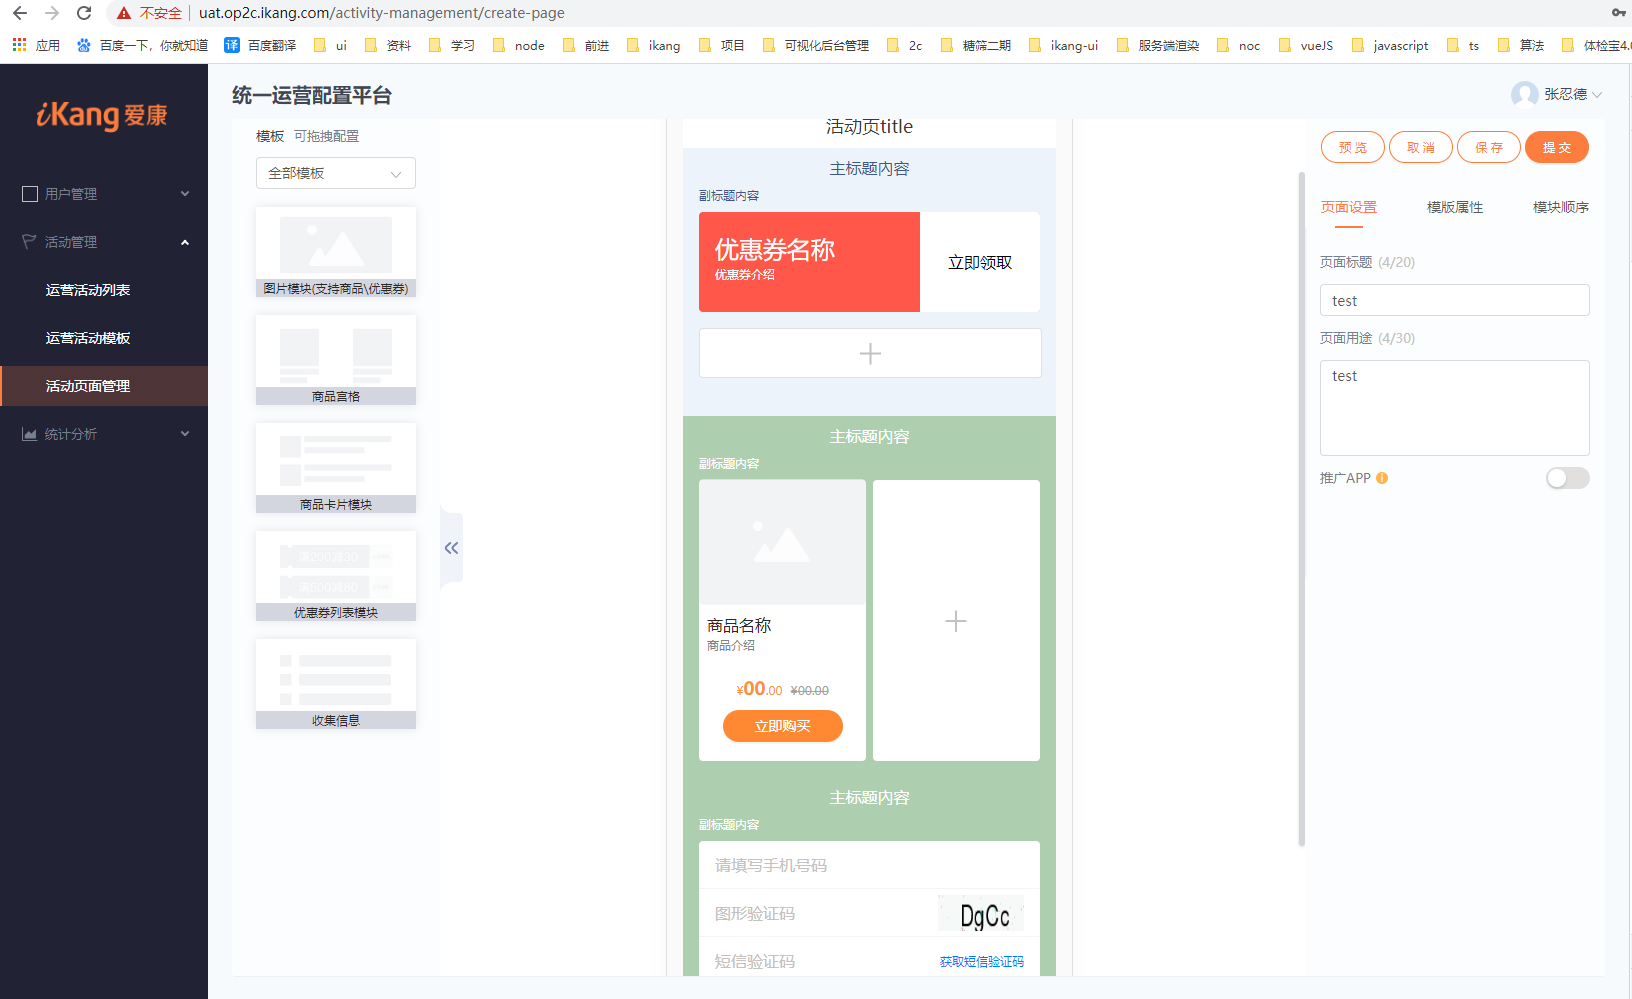 不安全 uat.op2c.ikang.com/activity-management/create-page
应用 百度一下，你就知道 译 百度翻译 ui 资料 学习 node 前进 ikang 项目 可视化后台管理 2c 糖筛二期 ikang-ui 服务端渲染 noc vueJS javascript ts 算法 体检宝4.0
iKang 爱康
用户管理
活动管理
运营活动列表
运营活动模板
活动页面管理
统计分析
统一运营配置平台
张忍德
模板 可拖拽配置
全部模板
图片模块(支持商品\优惠券)
商品宫格
商品卡片模块
满200减30
满500减80
优惠券列表模块
收集信息
活动页title
主标题内容
副标题内容
优惠券名称
优惠券介绍
立即领取
主标题内容
副标题内容
商品名称
商品介绍
¥00.00 ¥00.00
立即购买
主标题内容
副标题内容
请填写手机号码
图形验证码 DgCc
短信验证码 获取短信验证码
预览 取消 保存 提交
页面设置 模版属性 模块顺序
页面标题 (4/20)
test
页面用途 (4/30)
test
推广APP